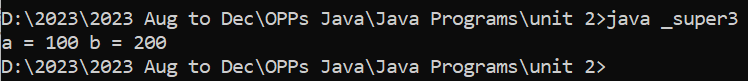 D:\2023\2023 Aug to Dec\OPPs Java\Java Programs\unit 2>java _super3
a = 100 b = 200
D:\2023\2023 Aug to Dec\OPPs Java\Java Programs\unit 2>